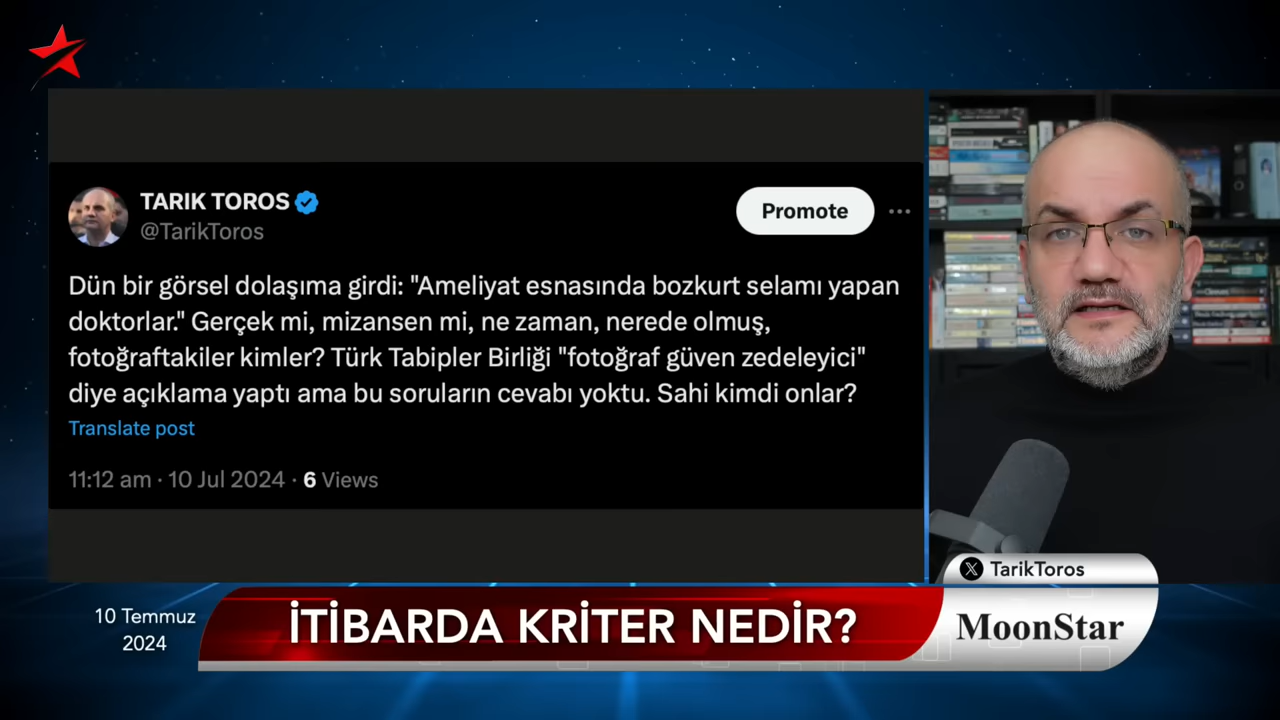 TARIK TOROS
@TarikToros
Promote
Dün bir görsel dolaşıma girdi: "Ameliyat esnasında bozkurt selamı yapan
doktorlar." Gerçek mi, mizansen mi, ne zaman, nerede olmuş,
fotoğraftakiler kimler? Türk Tabipler Birliği "fotoğraf güven zedeleyici"
diye açıklama yaptı ama bu soruların cevabı yoktu. Sahi kimdi onlar?
Translate post
11:12 am · 10 Jul 2024 · 6 Views
X TarikToros
10 Temmuz
2024
İTİBARDA KRİTER NEDİR?
MoonStar